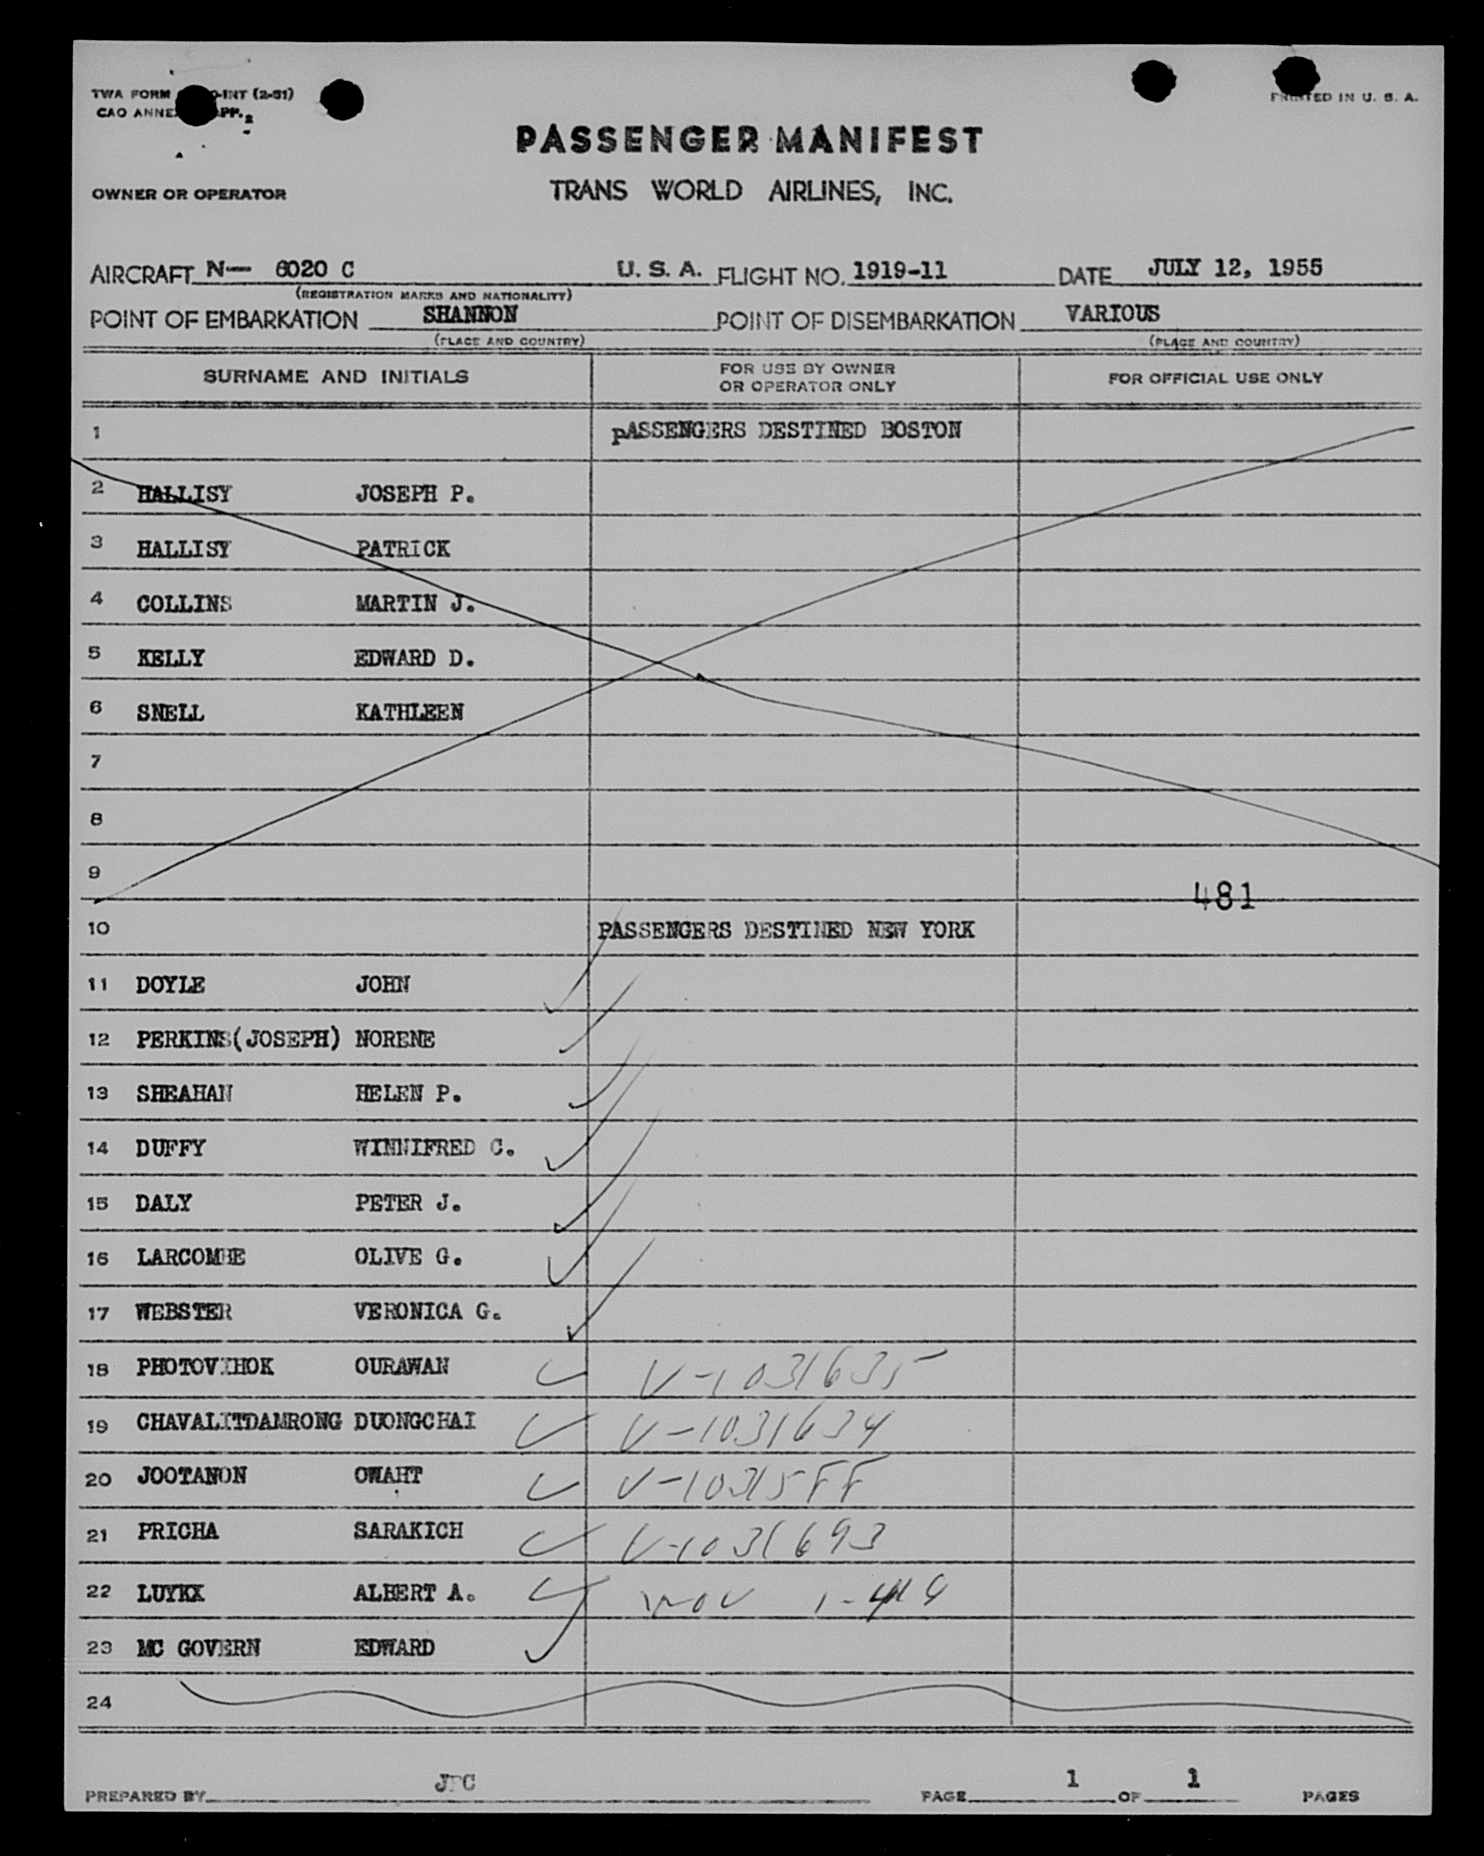 TWA FORM -INT (2-51) PRINTED IN U. S. A.
CAO ANNEX APP. 2
PASSENGER MANIFEST
OWNER OR OPERATOR TRANS WORLD AIRLINES, INC.
AIRCRAFT N— 6020 C U. S. A. FLIGHT NO. 1919-11 DATE JULY 12, 1955
(REGISTRATION MARKS AND NATIONALITY)
POINT OF EMBARKATION SHANNON POINT OF DISEMBARKATION VARIOUS
(PLACE AND COUNTRY) (PLACE AND COUNTRY)
SURNAME AND INITIALS FOR USE BY OWNER OR OPERATOR ONLY FOR OFFICIAL USE ONLY
1 pASSENGERS DESTINED BOSTON
2 HALLISY JOSEPH P.
3 HALLISY PATRICK
4 COLLINS MARTIN J.
5 KELLY EDWARD D.
6 SNELL KATHLEEN
7
8
9
481
10 PASSENGERS DESTINED NEW YORK
11 DOYLE JOHN
12 PERKINS(JOSEPH) NORENE
13 SHEAHAN HELEN P.
14 DUFFY WINNIFRED C.
15 DALY PETER J.
16 LARCOMBE OLIVE G.
17 WEBSTER VERONICA G.
18 PHOTOVIHOK OURAWAN V-1031635
19 CHAVALITDAMRONG DUONGCHAI V-1031634
20 JOOTANON OWAHT V-10315FF
21 PRICHA SARAKICH V-1031693
22 LUYKX ALBERT A.
23 MC GOVERN EDWARD
24
PREPARED BY JPC PAGE 1 OF 1 PAGES